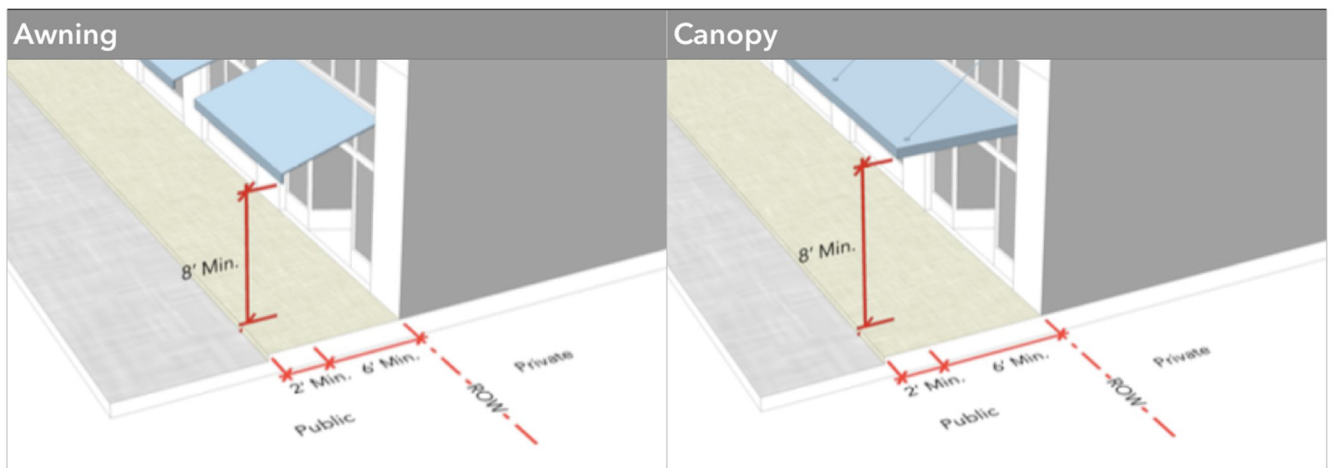 Awning
Canopy
8' Min.
2' Min. 6' Min.
ROW
Private
Public
8' Min.
2' Min. 6' Min.
ROW
Private
Public